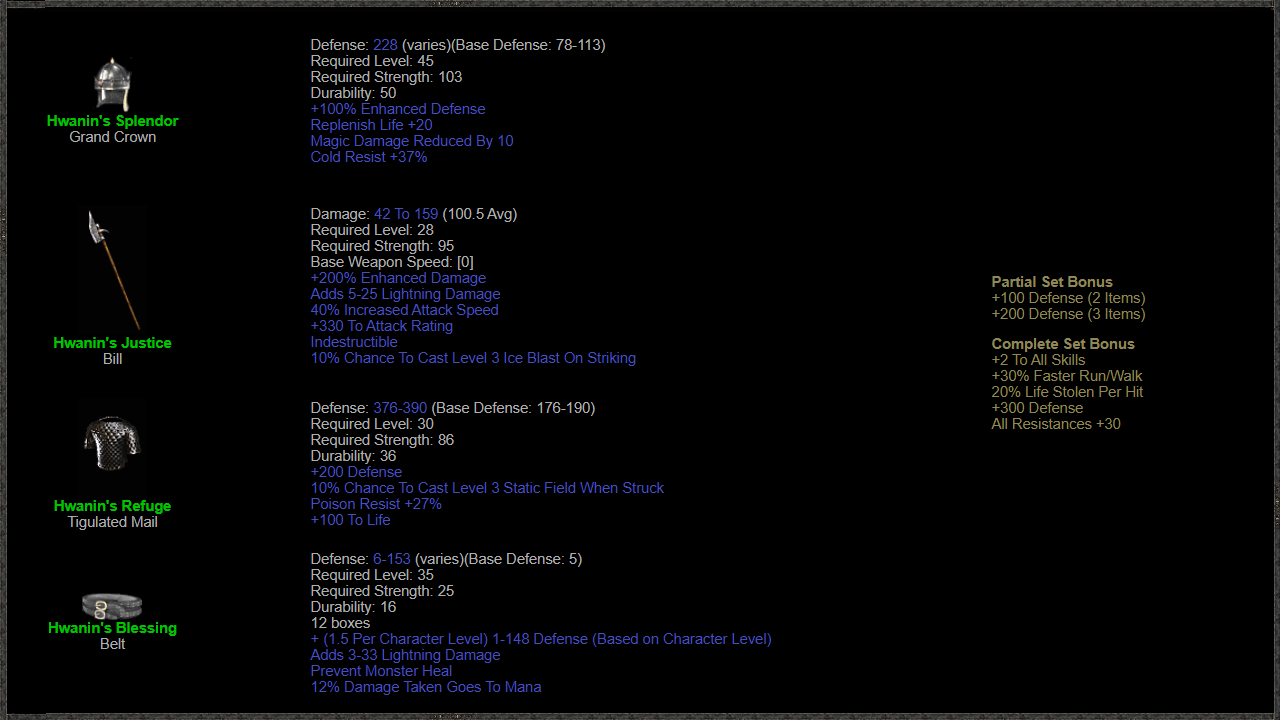 Hwanin's Splendor
Grand Crown
Defense: 228 (varies)(Base Defense: 78-113)
Required Level: 45
Required Strength: 103
Durability: 50
+100% Enhanced Defense
Replenish Life +20
Magic Damage Reduced By 10
Cold Resist +37%
Hwanin's Justice
Bill
Damage: 42 To 159 (100.5 Avg)
Required Level: 28
Required Strength: 95
Base Weapon Speed: [0]
+200% Enhanced Damage
Adds 5-25 Lightning Damage
40% Increased Attack Speed
+330 To Attack Rating
Indestructible
10% Chance To Cast Level 3 Ice Blast On Striking
Hwanin's Refuge
Tigulated Mail
Defense: 376-390 (Base Defense: 176-190)
Required Level: 30
Required Strength: 86
Durability: 36
+200 Defense
10% Chance To Cast Level 3 Static Field When Struck
Poison Resist +27%
+100 To Life
Hwanin's Blessing
Belt
Defense: 6-153 (varies)(Base Defense: 5)
Required Level: 35
Required Strength: 25
Durability: 16
12 boxes
+ (1.5 Per Character Level) 1-148 Defense (Based on Character Level)
Adds 3-33 Lightning Damage
Prevent Monster Heal
12% Damage Taken Goes To Mana
Partial Set Bonus
+100 Defense (2 Items)
+200 Defense (3 Items)
Complete Set Bonus
+2 To All Skills
+30% Faster Run/Walk
20% Life Stolen Per Hit
+300 Defense
All Resistances +30